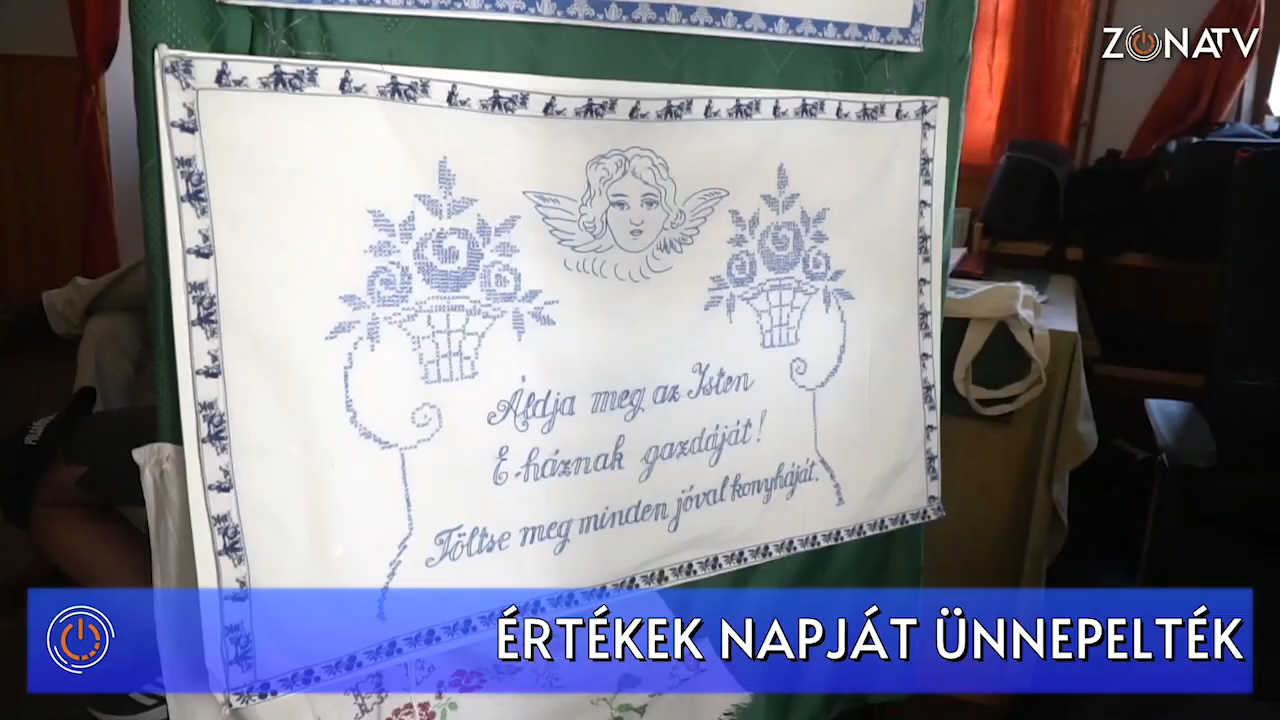 ZONATV
Áldja meg az Isten
E-háznak gazdáját!
Töltse meg minden jóval konyháját.
ÉRTÉKEK NAPJÁT ÜNNEPELTÉK